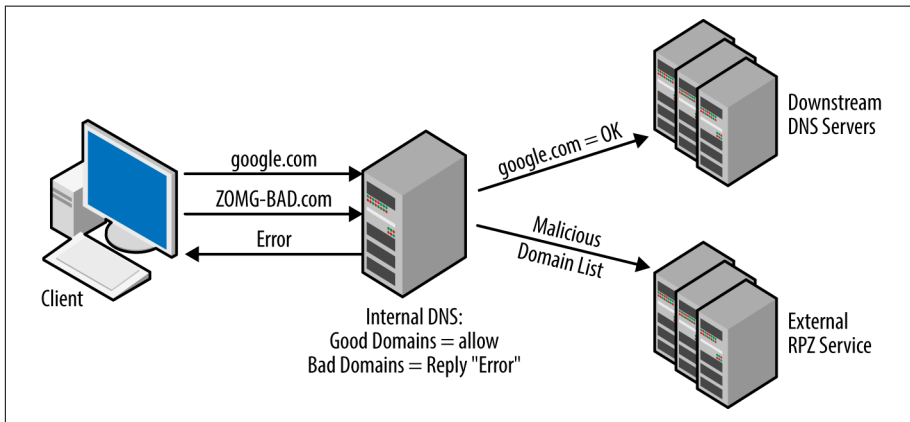 google.com
ZOMG-BAD.com
Error
Client
Internal DNS:
Good Domains = allow
Bad Domains = Reply "Error"
google.com = OK
Malicious
Domain List
Downstream
DNS Servers
External
RPZ Service